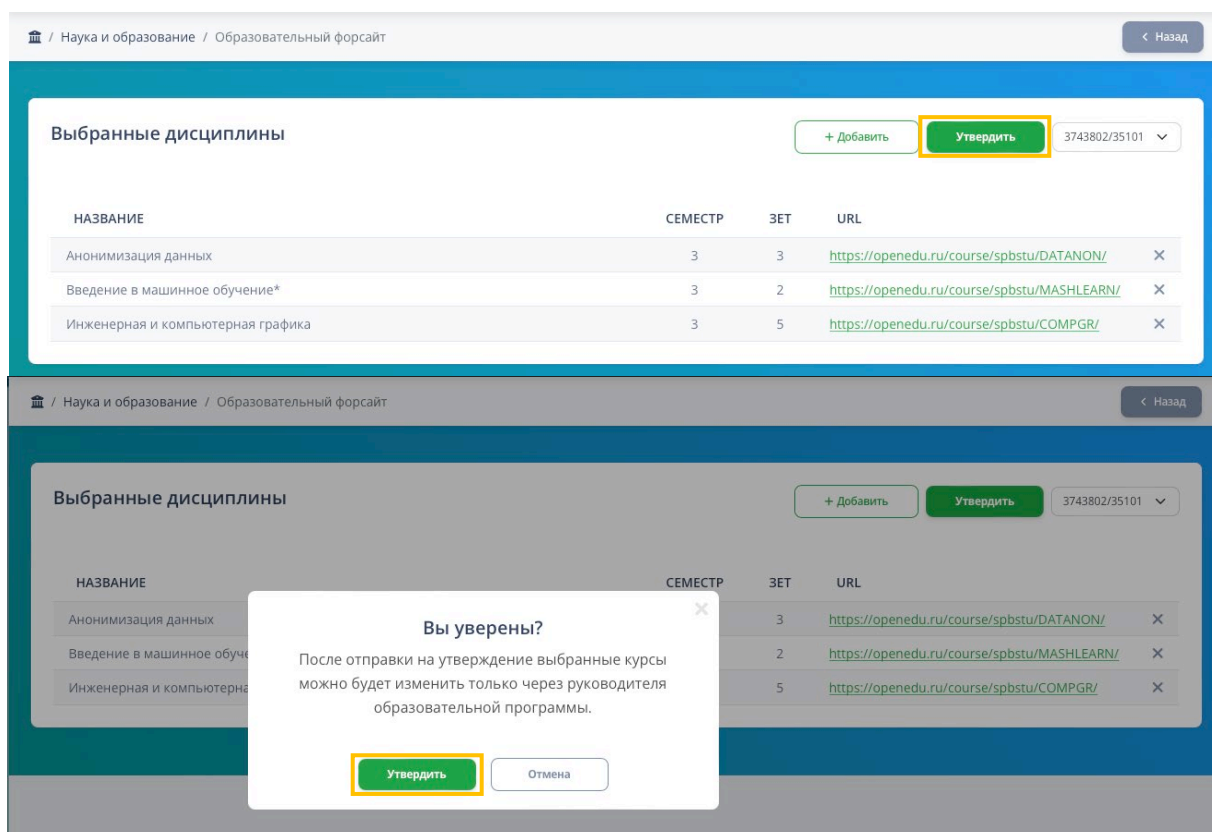 / Наука и образование / Образовательный форсайт < Назад
Выбранные дисциплины + Добавить Утвердить 3743802/35101
НАЗВАНИЕ СЕМЕСТР ЗЕТ URL
Анонимизация данных 3 3 https://openedu.ru/course/spbstu/DATANON/ ×
Введение в машинное обучение* 3 2 https://openedu.ru/course/spbstu/MASHLEARN/ ×
Инженерная и компьютерная графика 3 5 https://openedu.ru/course/spbstu/COMPGR/ ×
/ Наука и образование / Образовательный форсайт < Назад
Выбранные дисциплины + Добавить Утвердить 3743802/35101
НАЗВАНИЕ СЕМЕСТР ЗЕТ URL
Анонимизация данных 3 https://openedu.ru/course/spbstu/DATANON/ ×
Введение в машинное обуче 2 https://openedu.ru/course/spbstu/MASHLEARN/ ×
Инженерная и компьютерна 5 https://openedu.ru/course/spbstu/COMPGR/ ×
Вы уверены?
После отправки на утверждение выбранные курсы
можно будет изменить только через руководителя
образовательной программы.
Утвердить Отмена